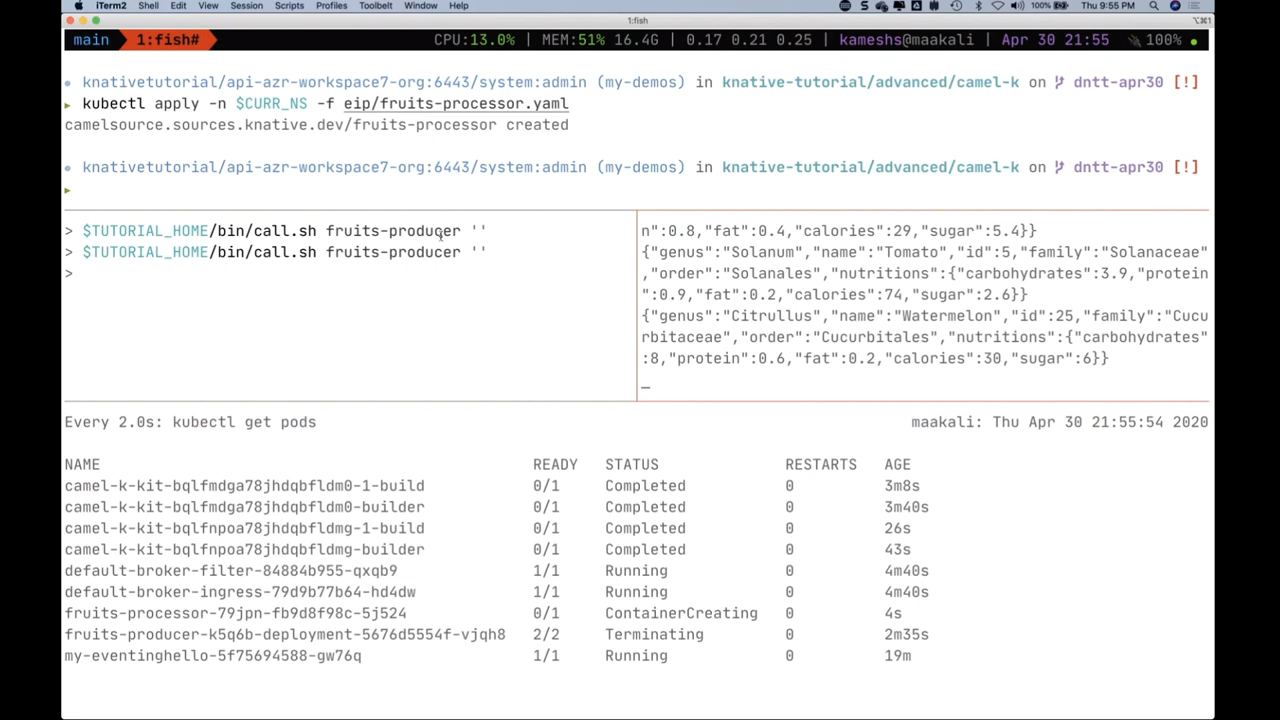 iTerm2 Shell Edit View Session Scripts Profiles Toolbelt Window Help 100% Thu 9:55 PM
1:fish ⌥⌘1
main 1:fish# CPU:13.0% | MEM:51% 16.4G | 0.17 0.21 0.25 | kameshs@maakali | Apr 30 21:55 100% ●
● knativetutorial/api-azr-workspace7-org:6443/system:admin (my-demos) in knative-tutorial/advanced/camel-k on dntt-apr30 [!]
▸ kubectl apply -n $CURR_NS -f eip/fruits-processor.yaml
camelsource.sources.knative.dev/fruits-processor created
● knativetutorial/api-azr-workspace7-org:6443/system:admin (my-demos) in knative-tutorial/advanced/camel-k on dntt-apr30 [!]
▸
> $TUTORIAL_HOME/bin/call.sh fruits-producer ''
> $TUTORIAL_HOME/bin/call.sh fruits-producer ''
>
n":0.8,"fat":0.4,"calories":29,"sugar":5.4}}
{"genus":"Solanum","name":"Tomato","id":5,"family":"Solanaceae"
,"order":"Solanales","nutritions":{"carbohydrates":3.9,"protein
":0.9,"fat":0.2,"calories":74,"sugar":2.6}}
{"genus":"Citrullus","name":"Watermelon","id":25,"family":"Cucu
rbitaceae","order":"Cucurbitales","nutritions":{"carbohydrates"
:8,"protein":0.6,"fat":0.2,"calories":30,"sugar":6}}
_
Every 2.0s: kubectl get pods maakali: Thu Apr 30 21:55:54 2020
NAME READY STATUS RESTARTS AGE
camel-k-kit-bqlfmdga78jhdqbfldm0-1-build 0/1 Completed 0 3m8s
camel-k-kit-bqlfmdga78jhdqbfldm0-builder 0/1 Completed 0 3m40s
camel-k-kit-bqlfnpoa78jhdqbfldmg-1-build 0/1 Completed 0 26s
camel-k-kit-bqlfnpoa78jhdqbfldmg-builder 0/1 Completed 0 43s
default-broker-filter-84884b955-qxqb9 1/1 Running 0 4m40s
default-broker-ingress-79d9b77b64-hd4dw 1/1 Running 0 4m40s
fruits-processor-79jpn-fb9d8f98c-5j524 0/1 ContainerCreating 0 4s
fruits-producer-k5q6b-deployment-5676d5554f-vjqh8 2/2 Terminating 0 2m35s
my-eventinghello-5f75694588-gw76q 1/1 Running 0 19m